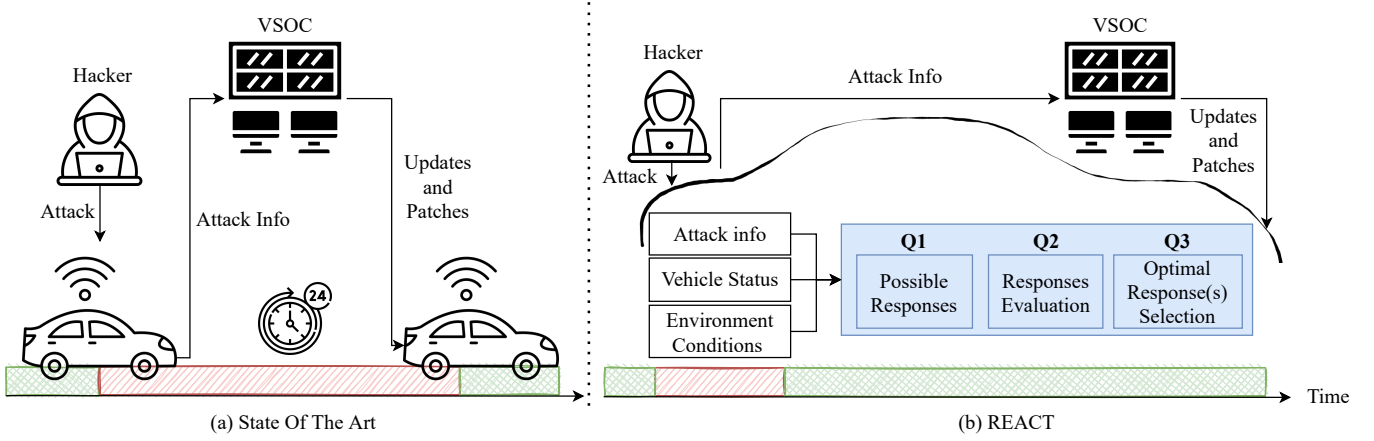 VSOC
Hacker
Attack
Attack Info
Updates
and
Patches
24
(a) State Of The Art
VSOC
Hacker
Attack Info
Attack
Updates
and
Patches
Attack info
Vehicle Status
Environment
Conditions
Q1
Possible
Responses
Q2
Responses
Evaluation
Q3
Optimal
Response(s)
Selection
Time
(b) REACT